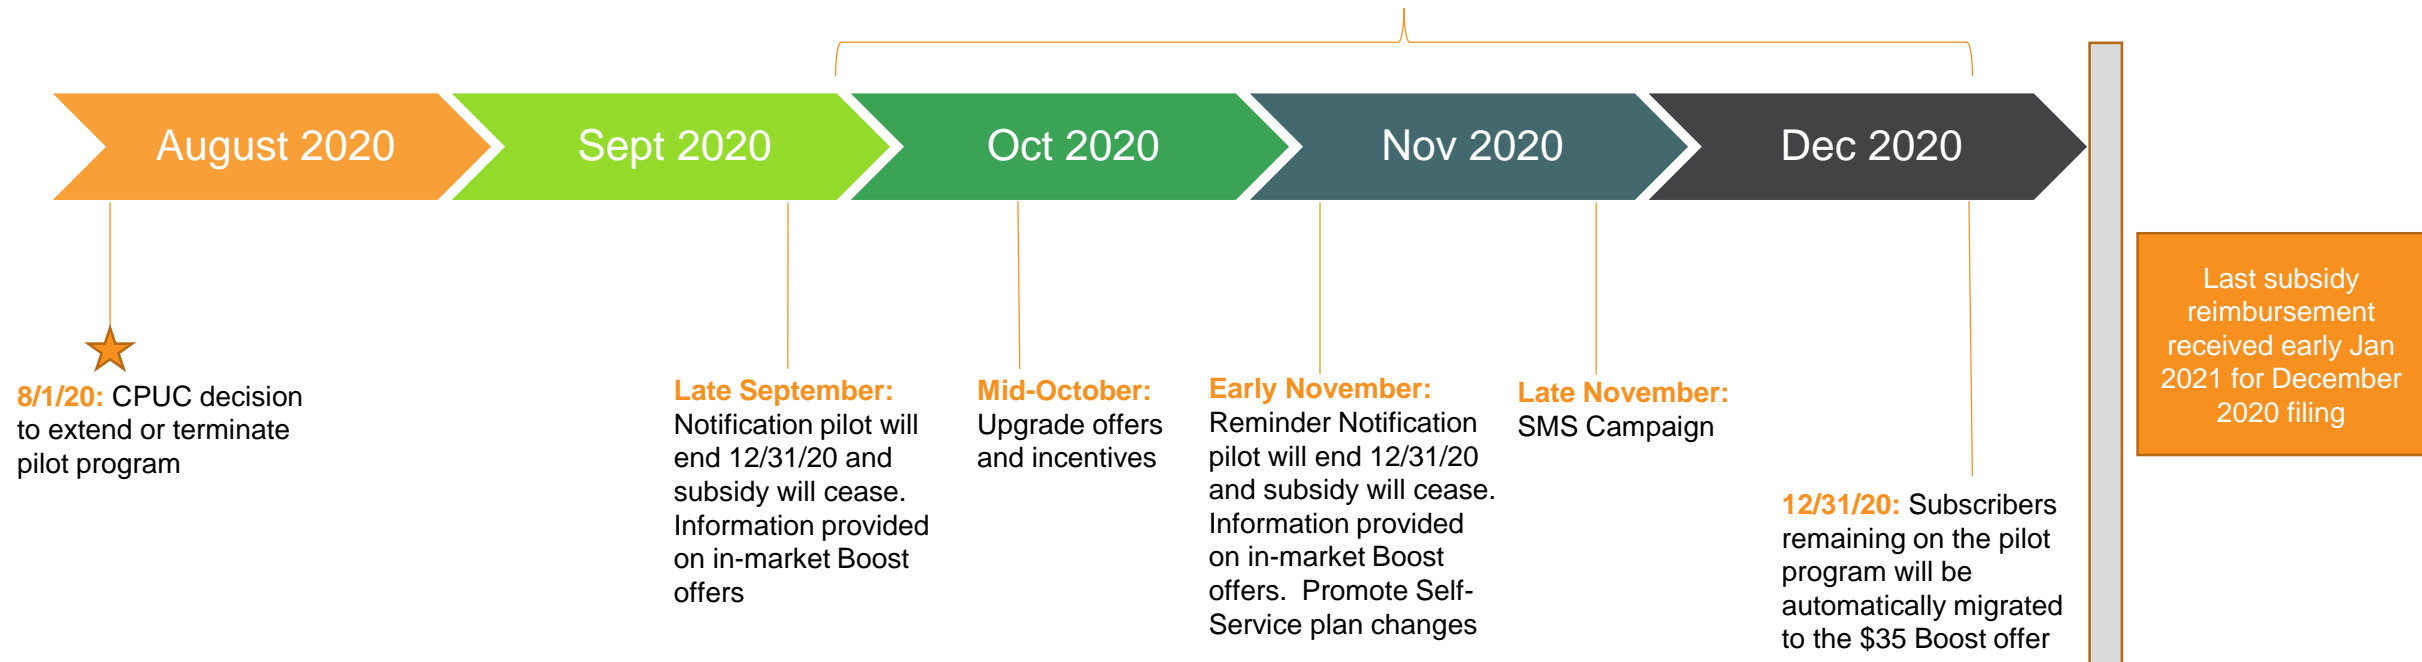 August 2020
Sept 2020
Oct 2020
Nov 2020
Dec 2020
8/1/20: CPUC decision
to extend or terminate
pilot program
Late September:
Notification pilot will
end 12/31/20 and
subsidy will cease.
Information provided
on in-market Boost
offers
Mid-October:
Upgrade offers
and incentives
Early November:
Reminder Notification
pilot will end 12/31/20
and subsidy will cease.
Information provided
on in-market Boost
offers.  Promote Self-
Service plan changes
Late November:
SMS Campaign
12/31/20: Subscribers
remaining on the pilot
program will be
automatically migrated
to the $35 Boost offer
Last subsidy
reimbursement
received early Jan
2021 for December
2020 filing